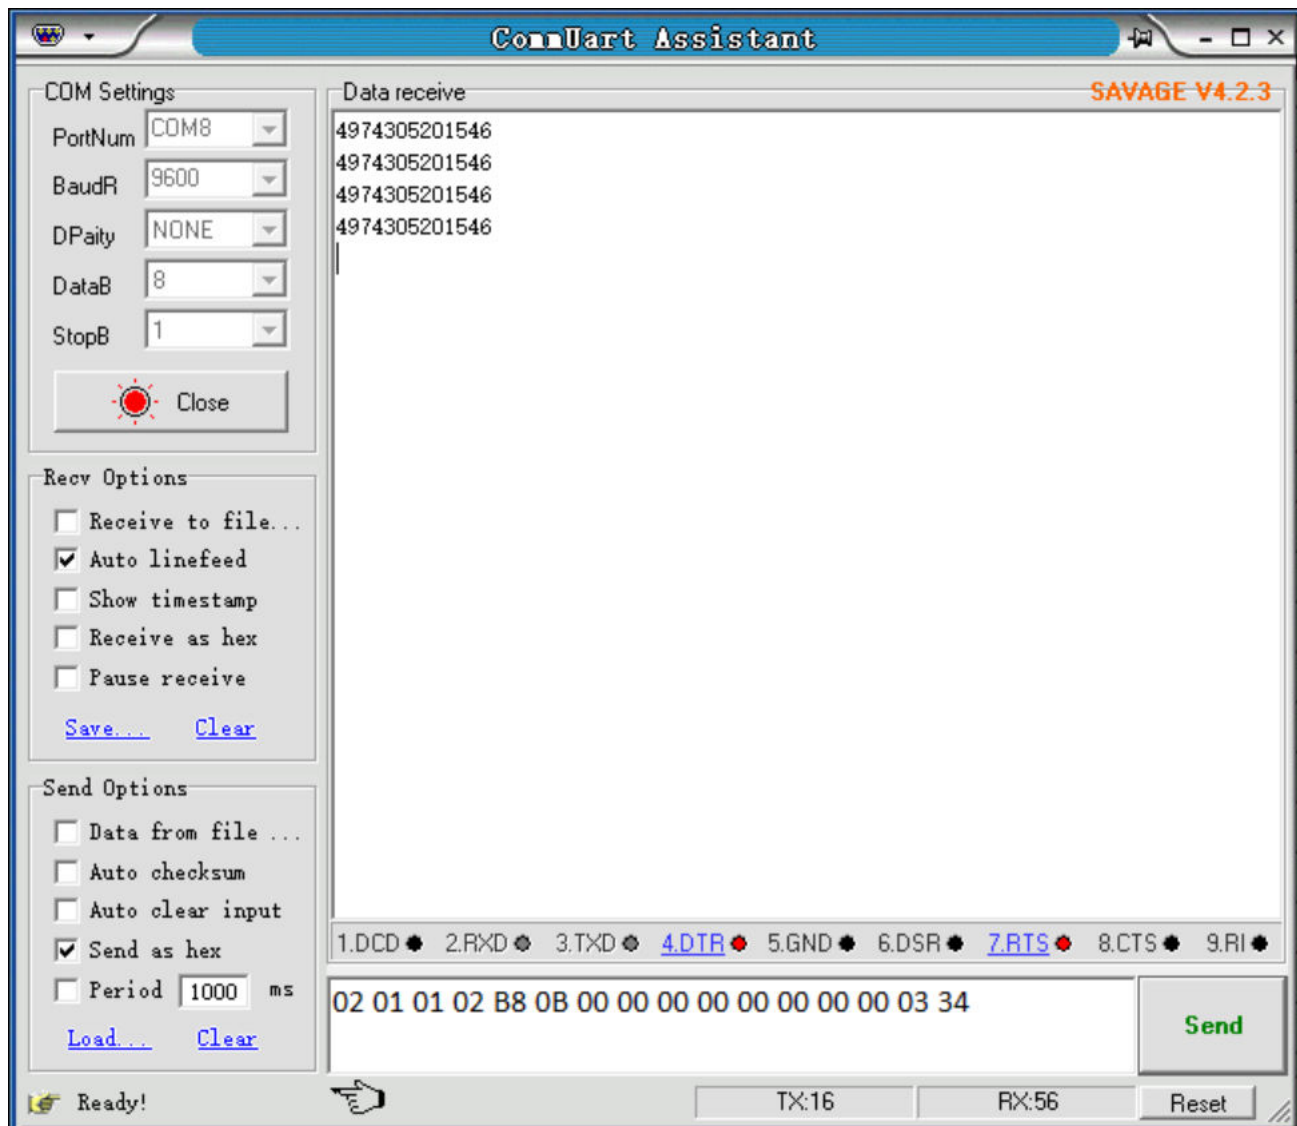 CommUart Assistant
COM Settings
PortNum COM8
BaudR 9600
DPaity NONE
DataB 8
StopB 1
Close
Recv Options
Receive to file...
Auto linefeed
Show timestamp
Receive as hex
Pause receive
Save... Clear
Send Options
Data from file ...
Auto checksum
Auto clear input
Send as hex
Period 1000 ms
Load... Clear
Data receive SAVAGE V4.2.3
4974305201546
4974305201546
4974305201546
4974305201546
1.DCD 2.RXD 3.TXD 4.DTR 5.GND 6.DSR 7.RTS 8.CTS 9.RI
02 01 01 02 B8 0B 00 00 00 00 00 00 00 00 03 34
Send
Ready! TX:16 RX:56 Reset